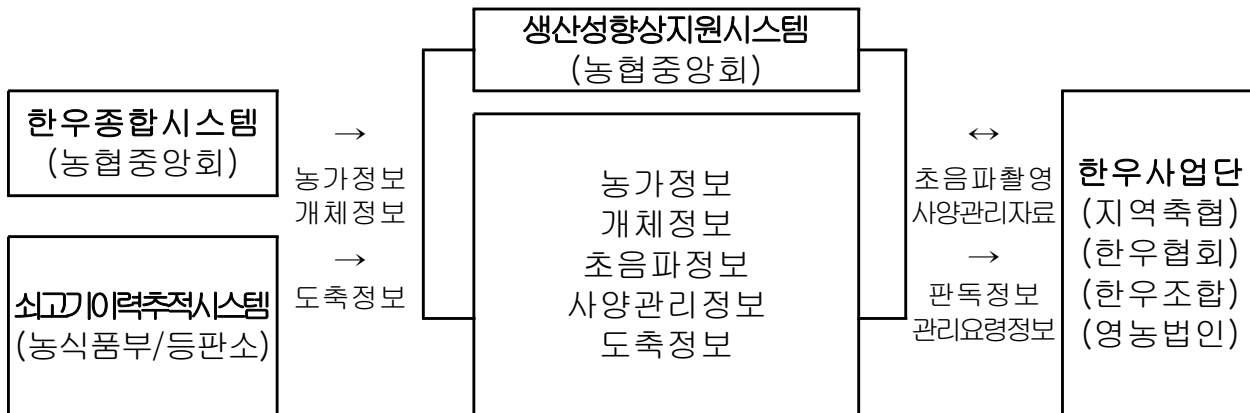 생산성향상지원시스템
(농협중앙회)
한우종합시스템
(농협중앙회)
→
농가정보
개체정보
쇠고기이력추적시스템
(농식품부/등판소)
→
도축정보
농가정보
개체정보
초음파정보
사양관리정보
도축정보
↔
초음파촬영
사양관리자료
→
판독정보
관리요령정보
한우사업단
(지역축협)
(한우협회)
(한우조합)
(영농법인)